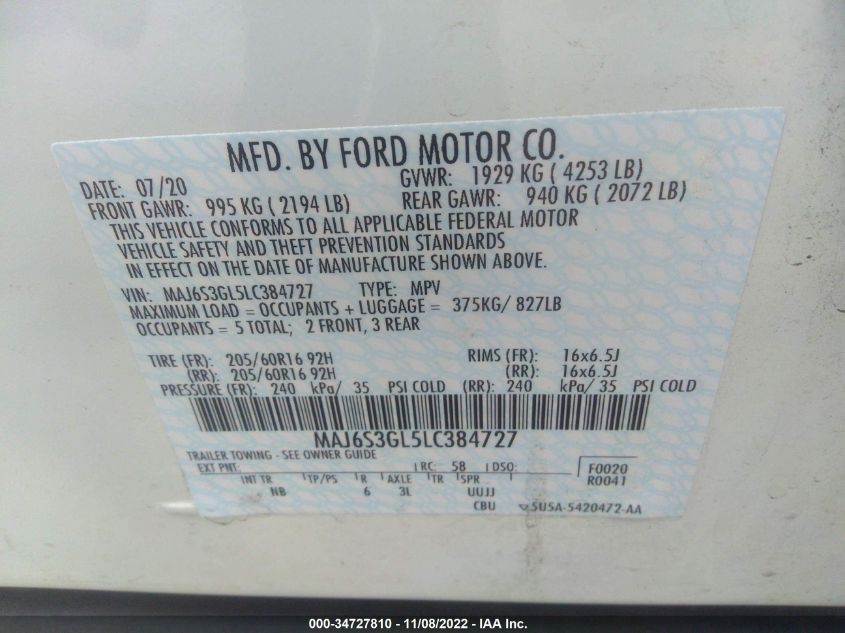 MFD. BY FORD MOTOR CO.
DATE: 07/20 GVWR: 1929 KG ( 4253 LB)
FRONT GAWR: 995 KG ( 2194 LB) REAR GAWR: 940 KG ( 2072 LB)
THIS VEHICLE CONFORMS TO ALL APPLICABLE FEDERAL MOTOR
VEHICLE SAFETY AND THEFT PREVENTION STANDARDS
IN EFFECT ON THE DATE OF MANUFACTURE SHOWN ABOVE.
VIN: MAJ6S3GL5LC384727 TYPE: MPV
MAXIMUM LOAD = OCCUPANTS + LUGGAGE = 375KG/ 827LB
OCCUPANTS = 5 TOTAL; 2 FRONT, 3 REAR
TIRE (FR): 205/60R16 92H RIMS (FR): 16x6.5J
(RR): 205/60R16 92H (RR): 16x6.5J
PRESSURE (FR): 240 kPa/ 35 PSI COLD (RR): 240 kPa/ 35 PSI COLD
MAJ6S3GL5LC384727
TRAILER TOWING - SEE OWNER GUIDE
EXT PNT: RC: 58 DSO: F0020
INT TR TP/PS R AXLE TR SPR R0041
NB 6 3L UUJJ
CBU 5U5A-5420472-AA
000-34727810 - 11/08/2022 - IAA Inc.